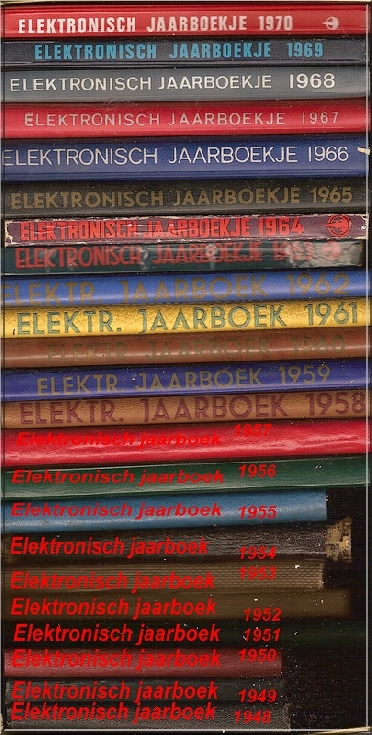 ELEKTRONISCH JAARBOEKJE 1970
ELEKTRONISCH JAARBOEKJE 1969
ELEKTRONISCH JAARBOEKJE 1968
ELEKTRONISCH JAARBOEKJE 1967
ELEKTRONISCH JAARBOEKJE 1966
ELEKTRONISCH JAARBOEKJE 1965
ELEKTRONISCH JAARBOEKJE 1964
ELEKTRONISCH JAARBOEKJE
ELEKTR. JAARBOEK 1962
ELEKTR. JAARBOEK 1961
ELEKTR. JAARBOEK
ELEKTR. JAARBOEK 1959
ELEKTR. JAARBOEK 1958
Elektronisch jaarboek 1957
Elektronisch jaarboek 1956
Elektronisch jaarboek 1955
Elektronisch jaarboek 1954
Elektronisch jaarboek 1953
Elektronisch jaarboek 1952
Elektronisch jaarboek 1951
Elektronisch jaarboek 1950
Elektronisch jaarboek 1949
Elektronisch jaarboek 1948